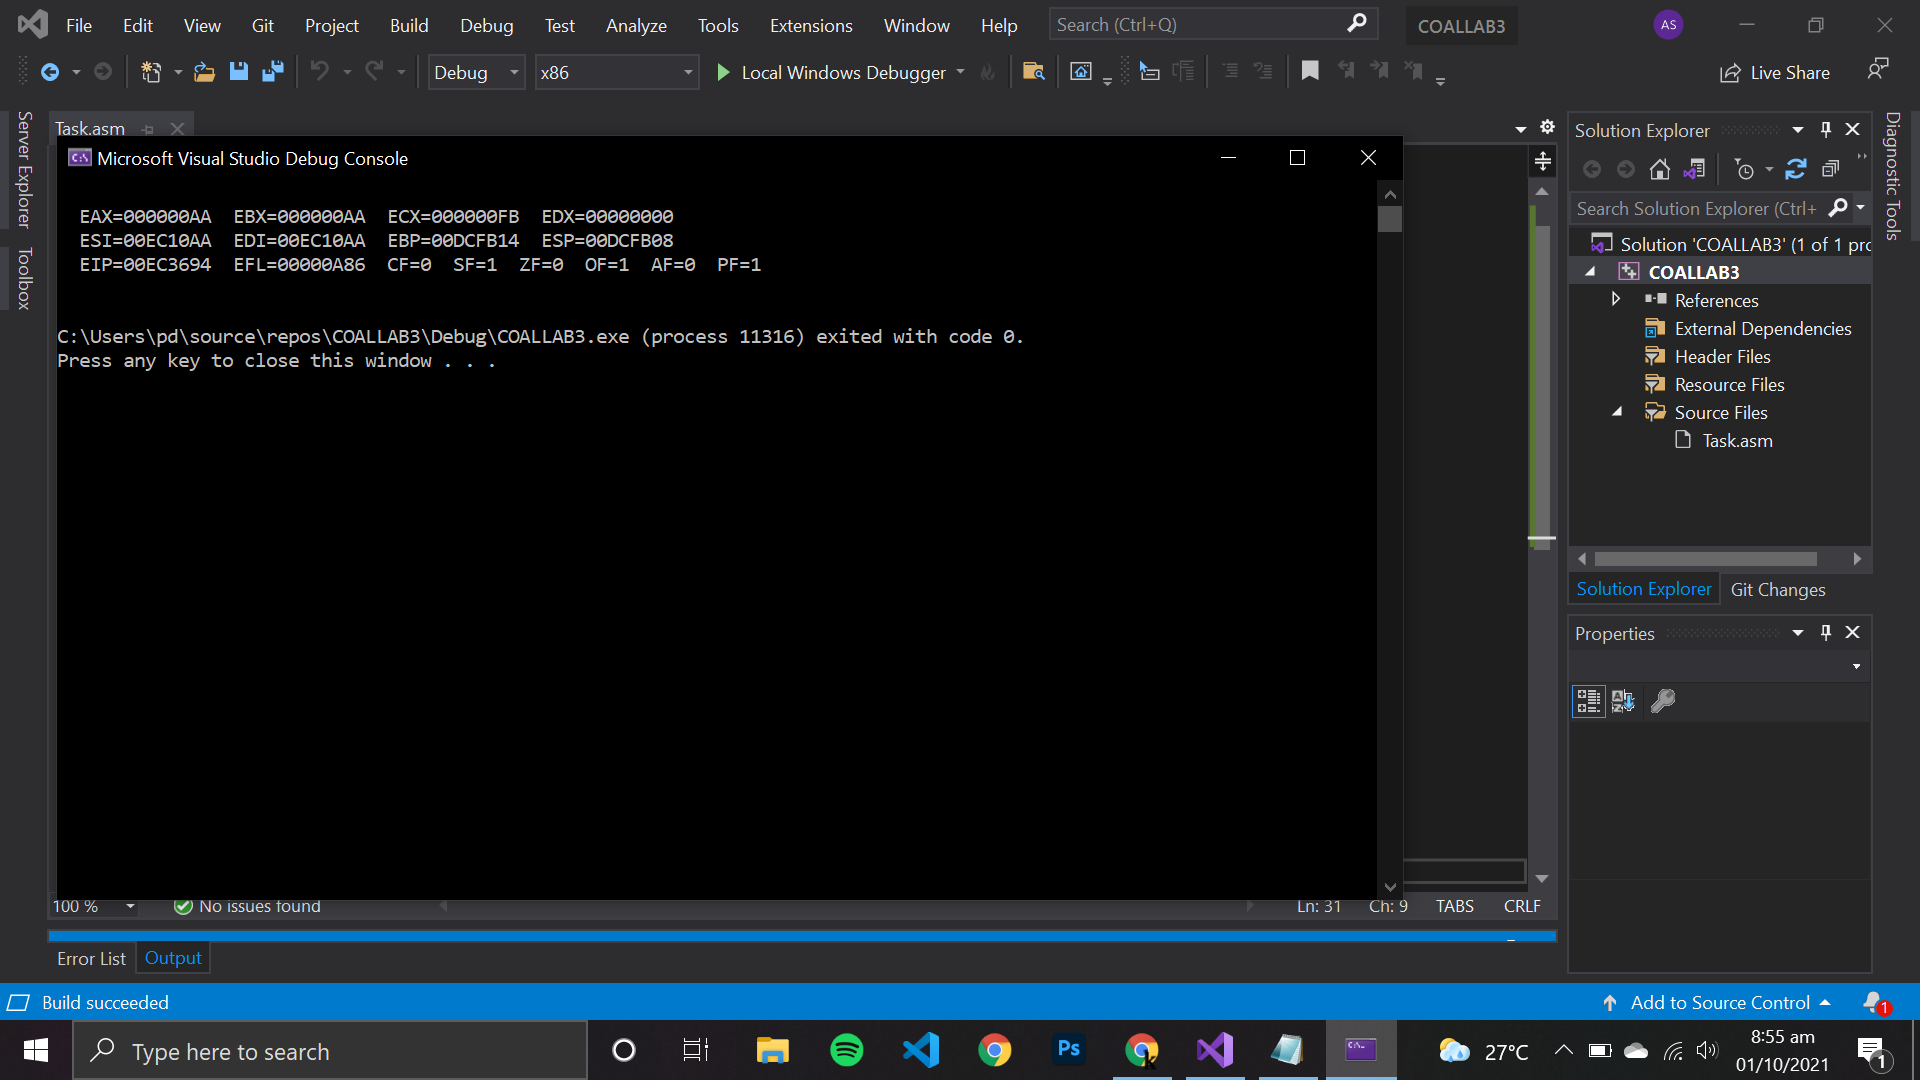 File Edit View Git Project Build Debug Test Analyze Tools Extensions Window Help Search (Ctrl+Q) COALLAB3 AS
Debug x86 Local Windows Debugger Live Share
Task.asm
Server Explorer
Toolbox
Microsoft Visual Studio Debug Console
EAX=000000AA EBX=000000AA ECX=000000FB EDX=00000000
ESI=00EC10AA EDI=00EC10AA EBP=00DCFB14 ESP=00DCFB08
EIP=00EC3694 EFL=00000A86 CF=0 SF=1 ZF=0 OF=1 AF=0 PF=1
C:\Users\pd\source\repos\COALLAB3\Debug\COALLAB3.exe (process 11316) exited with code 0.
Press any key to close this window . . .
Solution Explorer
Search Solution Explorer (Ctrl+
Solution 'COALLAB3' (1 of 1 pro
COALLAB3
References
External Dependencies
Header Files
Resource Files
Source Files
Task.asm
Solution Explorer Git Changes
Properties
Diagnostic Tools
100 % No issues found Ln: 31 Ch: 9 TABS CRLF
Error List Output
Build succeeded Add to Source Control 1
Type here to search Ps 27°C 8:55 am
01/10/2021 1